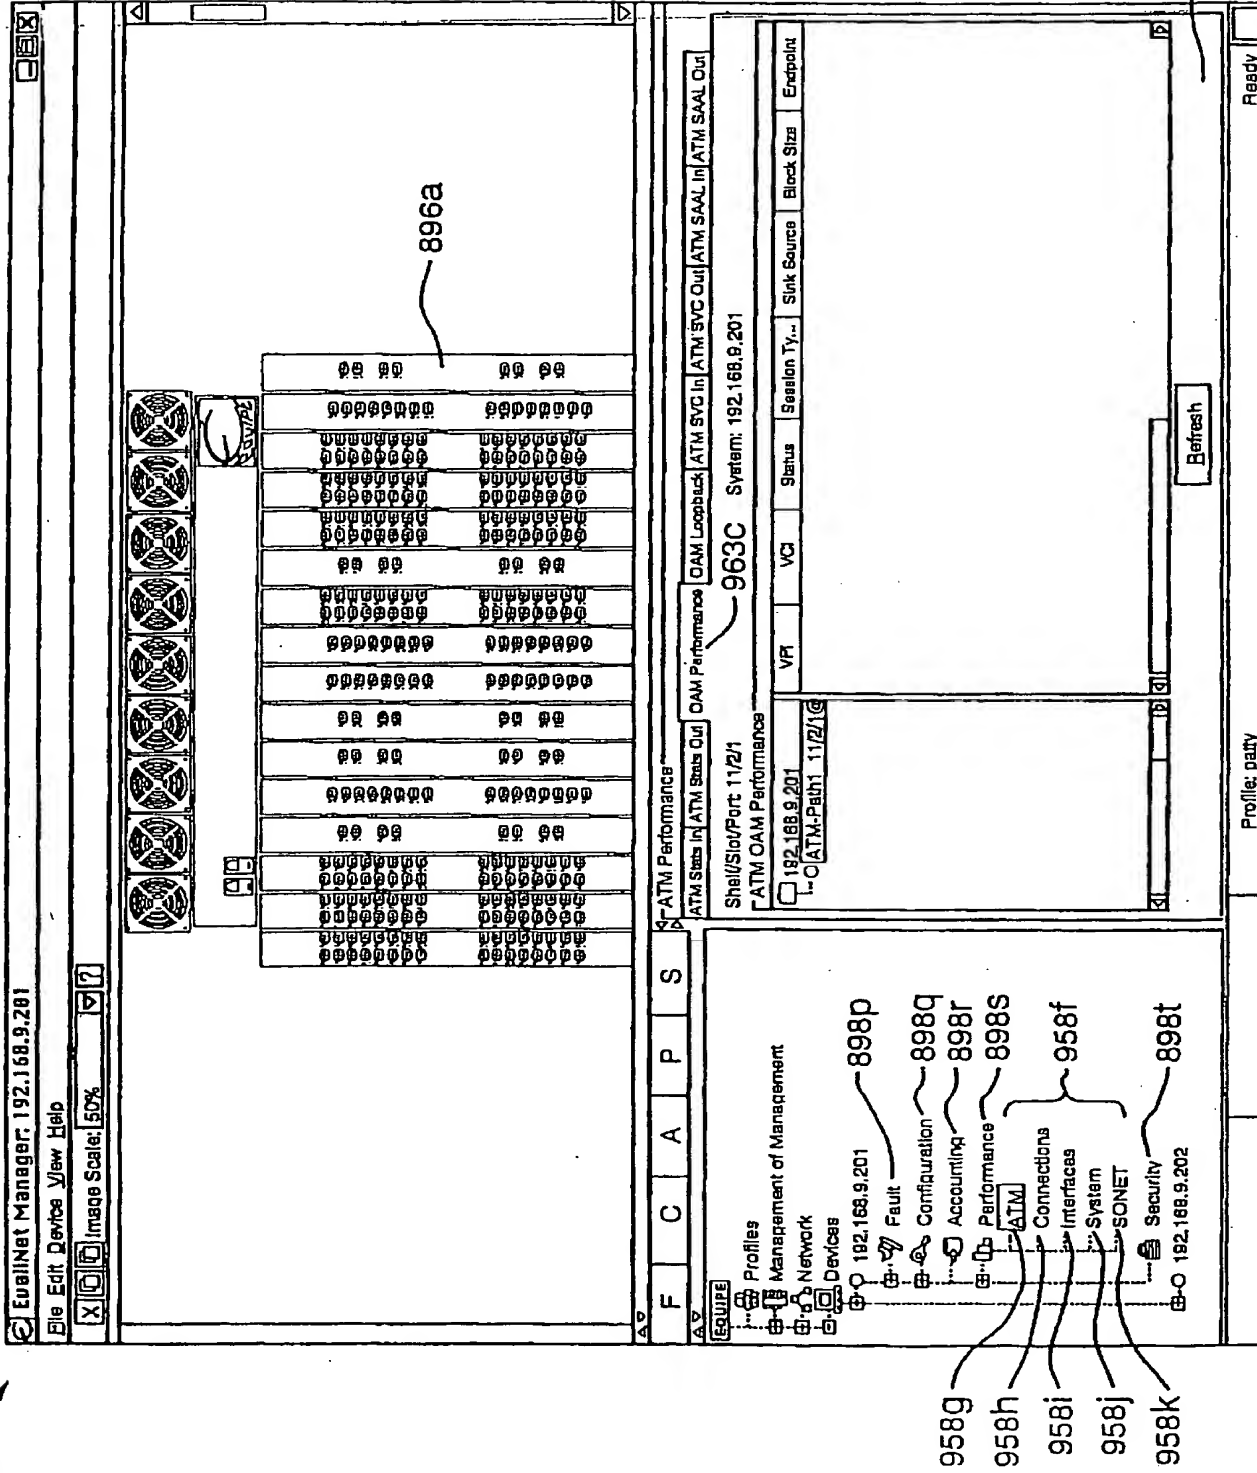 EualiNet Manager: 192.168.9.201
File Edit Device View Help
X Image Scale: 50% ?
896a
F C A P S
EQUIPE
Profiles
Management of Management
Network
Devices
192.168.9.201
Fault
Configuration
Accounting
Performance
ATM
Connections
Interfaces
System
SONET
Security
192.168.9.202
898p
898q
898r
898s
958f
898t
958g
958h
958i
958j
958k
ATM Performance
ATM Stats In ATM Stats Out OAM Performance OAM Loopback ATM SVC In ATM SVC Out ATM SAAL In ATM SAAL Out
963c
Shelf/Slot/Port: 11/2/1 System: 192.168.9.201
ATM OAM Performance
192.168.9.201
ATM-Path1 11/2/1@
VPI VCI Status Session Ty... Sink Source Block Size Endpoint
Refresh
Profile: patty
Ready